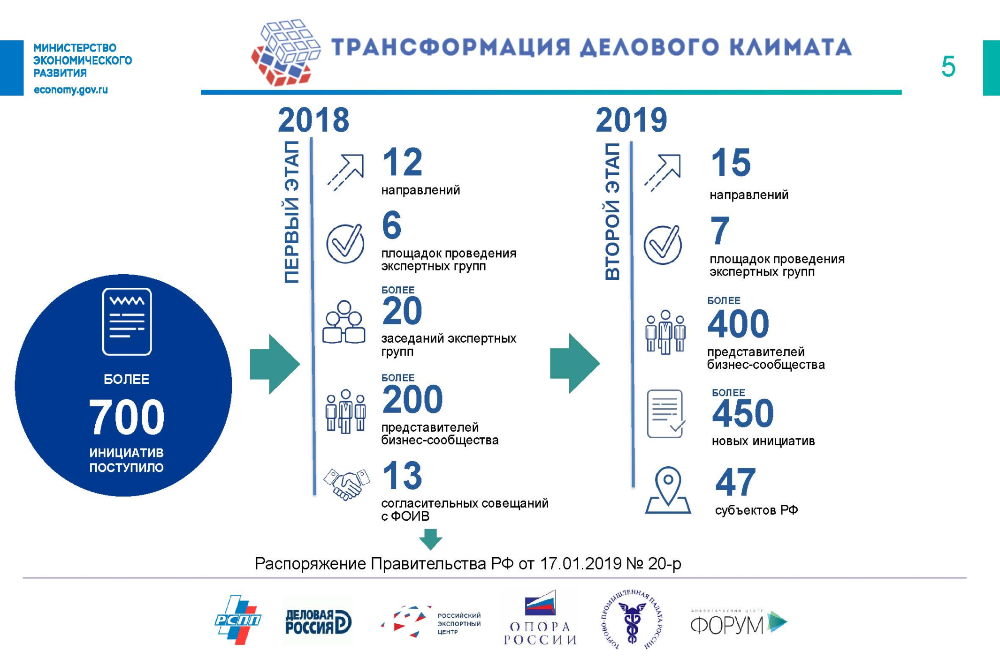 МИНИСТЕРСТВО
ЭКОНОМИЧЕСКОГО
РАЗВИТИЯ
economy.gov.ru
ТРАНСФОРМАЦИЯ ДЕЛОВОГО КЛИМАТА
5
БОЛЕЕ
700
ИНИЦИАТИВ
ПОСТУПИЛО
2018
ПЕРВЫЙ ЭТАП
12
направлений
6
площадок проведения
экспертных групп
БОЛЕЕ
20
заседаний экспертных
групп
БОЛЕЕ
200
представителей
бизнес-сообщества
13
согласительных совещаний
с ФОИВ
2019
ВТОРОЙ ЭТАП
15
направлений
7
площадок проведения
экспертных групп
БОЛЕЕ
400
представителей
бизнес-сообщества
БОЛЕЕ
450
новых инициатив
47
субъектов РФ
Распоряжение Правительства РФ от 17.01.2019 № 20-р
РСПП
ДЕЛОВАЯ
РОССИЯ
РОССИЙСКИЙ
ЭКСПОРТНЫЙ
ЦЕНТР
ОПОРА
РОССИИ
ТОРГОВО-ПРОМЫШЛЕННАЯ ПАЛАТА РОССИИ
АНАЛИТИЧЕСКИЙ ЦЕНТР
ФОРУМ